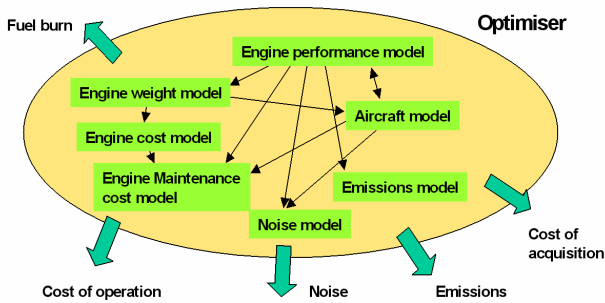 Fuel burn
Optimiser
Engine performance model
Engine weight model
Aircraft model
Engine cost model
Engine Maintenance
cost model
Emissions model
Noise model
Cost of
acquisition
Cost of operation
Noise
Emissions